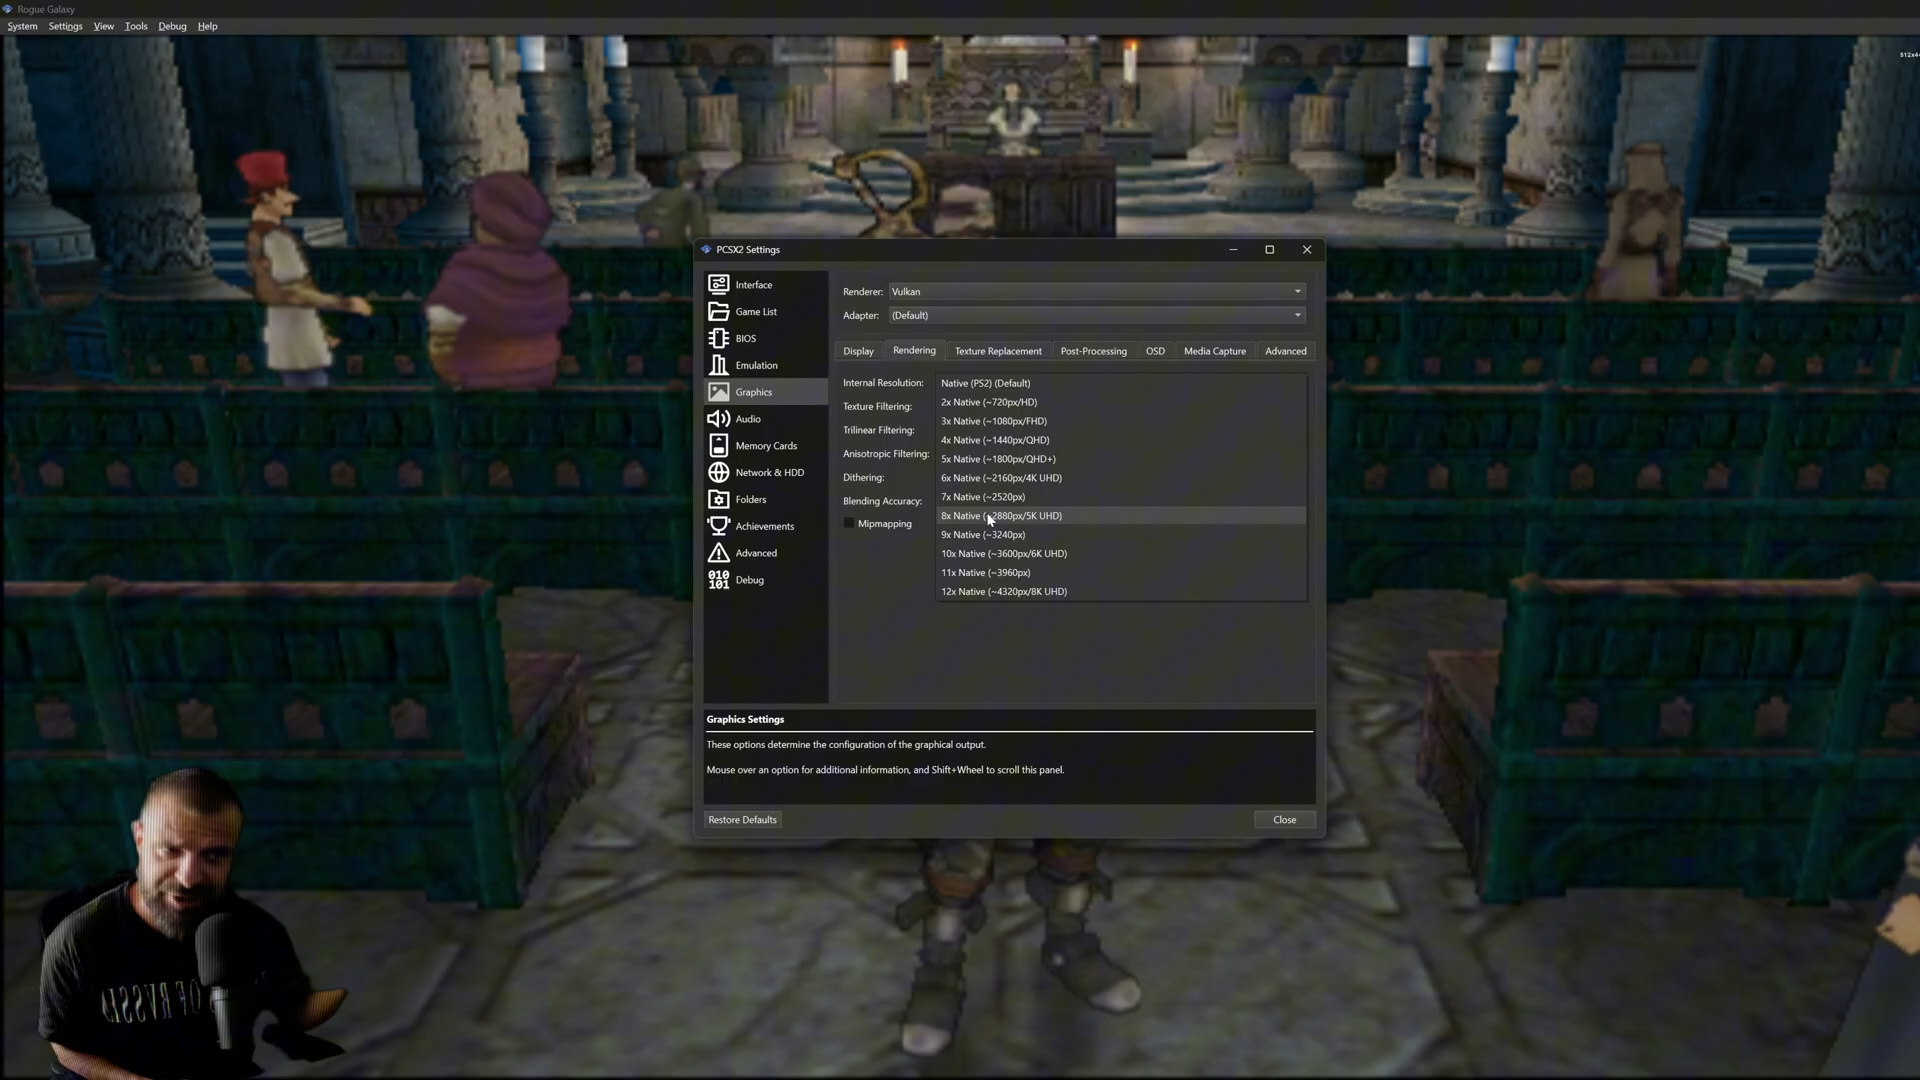 Rogue Galaxy
System Settings View Tools Debug Help
PCSX2 Settings
Interface
Game List
BIOS
Emulation
Graphics
Audio
Memory Cards
Network & HDD
Folders
Achievements
Advanced
010
101 Debug
Renderer: Vulkan
Adapter: (Default)
Display Rendering Texture Replacement Post-Processing OSD Media Capture Advanced
Internal Resolution:
Texture Filtering:
Trilinear Filtering:
Anisotropic Filtering:
Dithering:
Blending Accuracy:
Mipmapping
Native (PS2) (Default)
2x Native (~720px/HD)
3x Native (~1080px/FHD)
4x Native (~1440px/QHD)
5x Native (~1800px/QHD+)
6x Native (~2160px/4K UHD)
7x Native (~2520px)
8x Native (~2880px/5K UHD)
9x Native (~3240px)
10x Native (~3600px/6K UHD)
11x Native (~3960px)
12x Native (~4320px/8K UHD)
Graphics Settings
These options determine the configuration of the graphical output.
Mouse over an option for additional information, and Shift+Wheel to scroll this panel.
Restore Defaults
Close